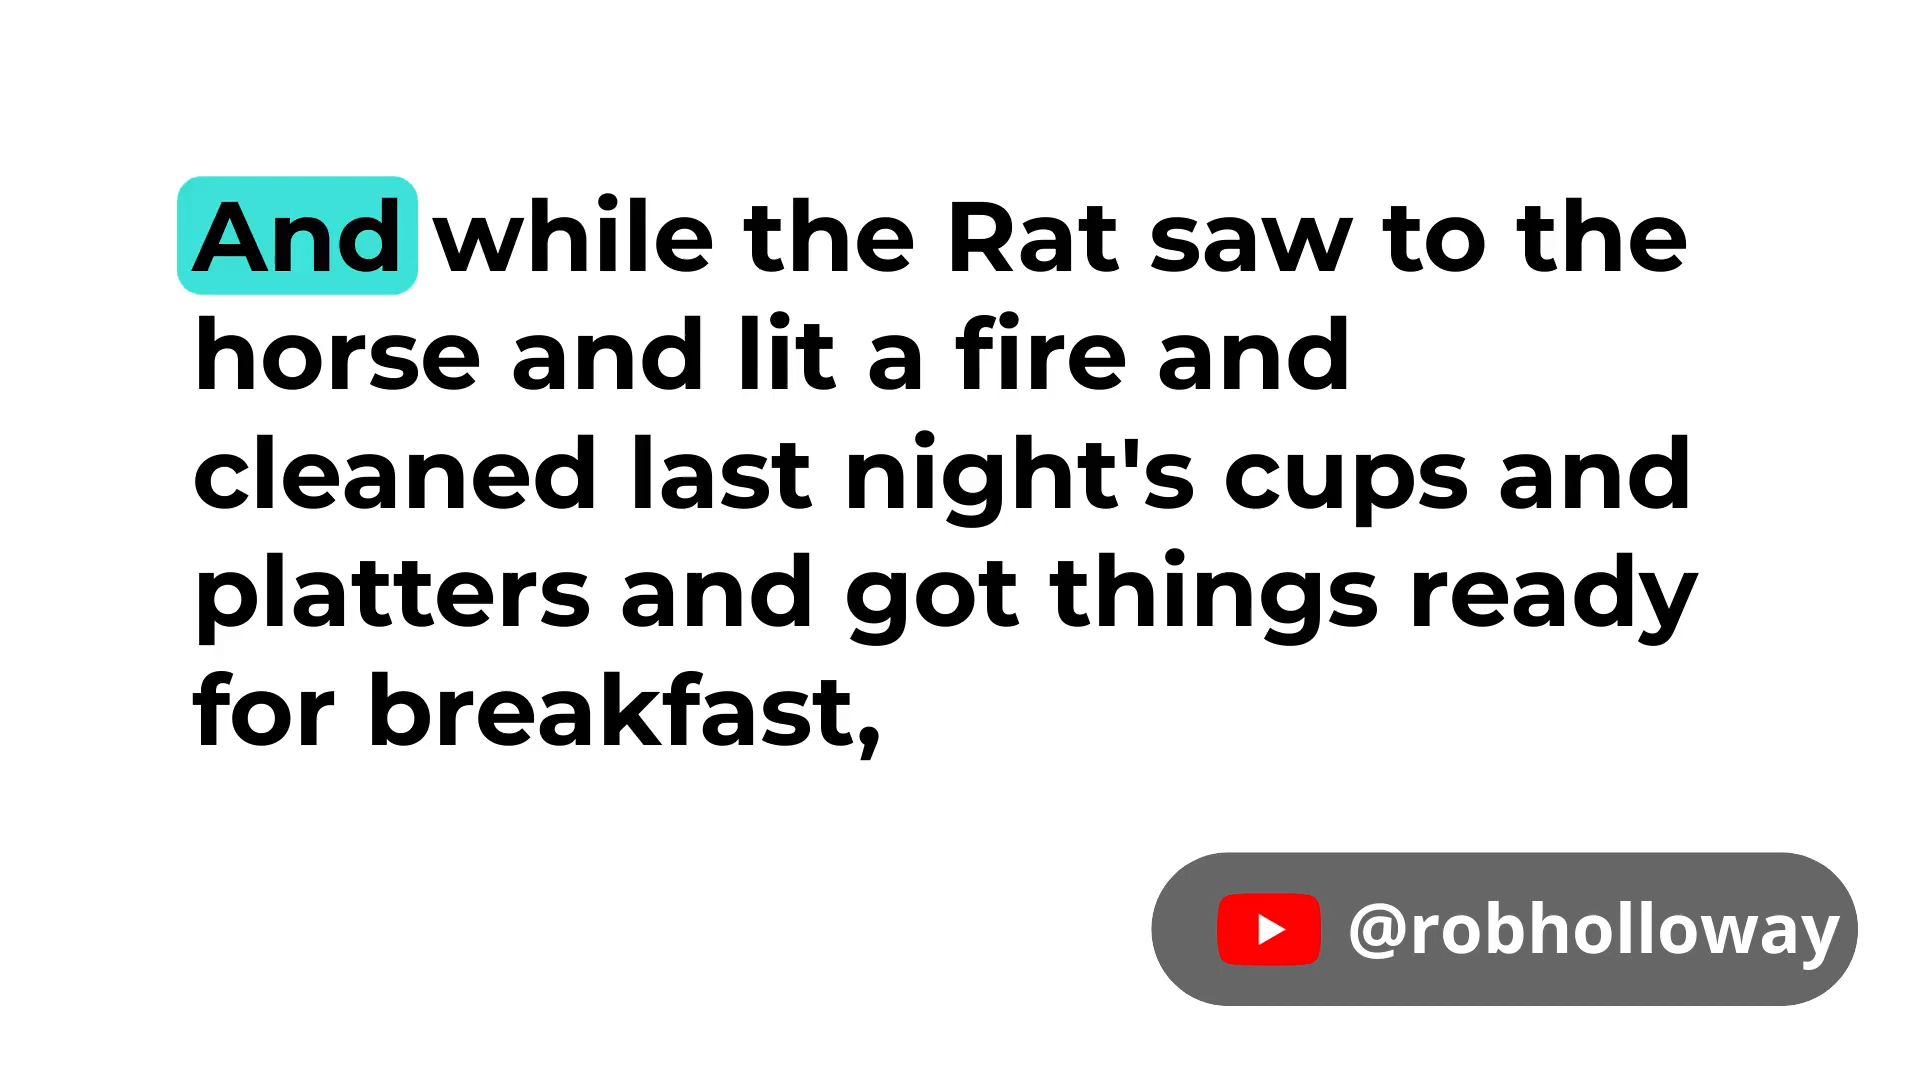 And while the Rat saw to the
horse and lit a fire and
cleaned last night's cups and
platters and got things ready
for breakfast,
@robholloway